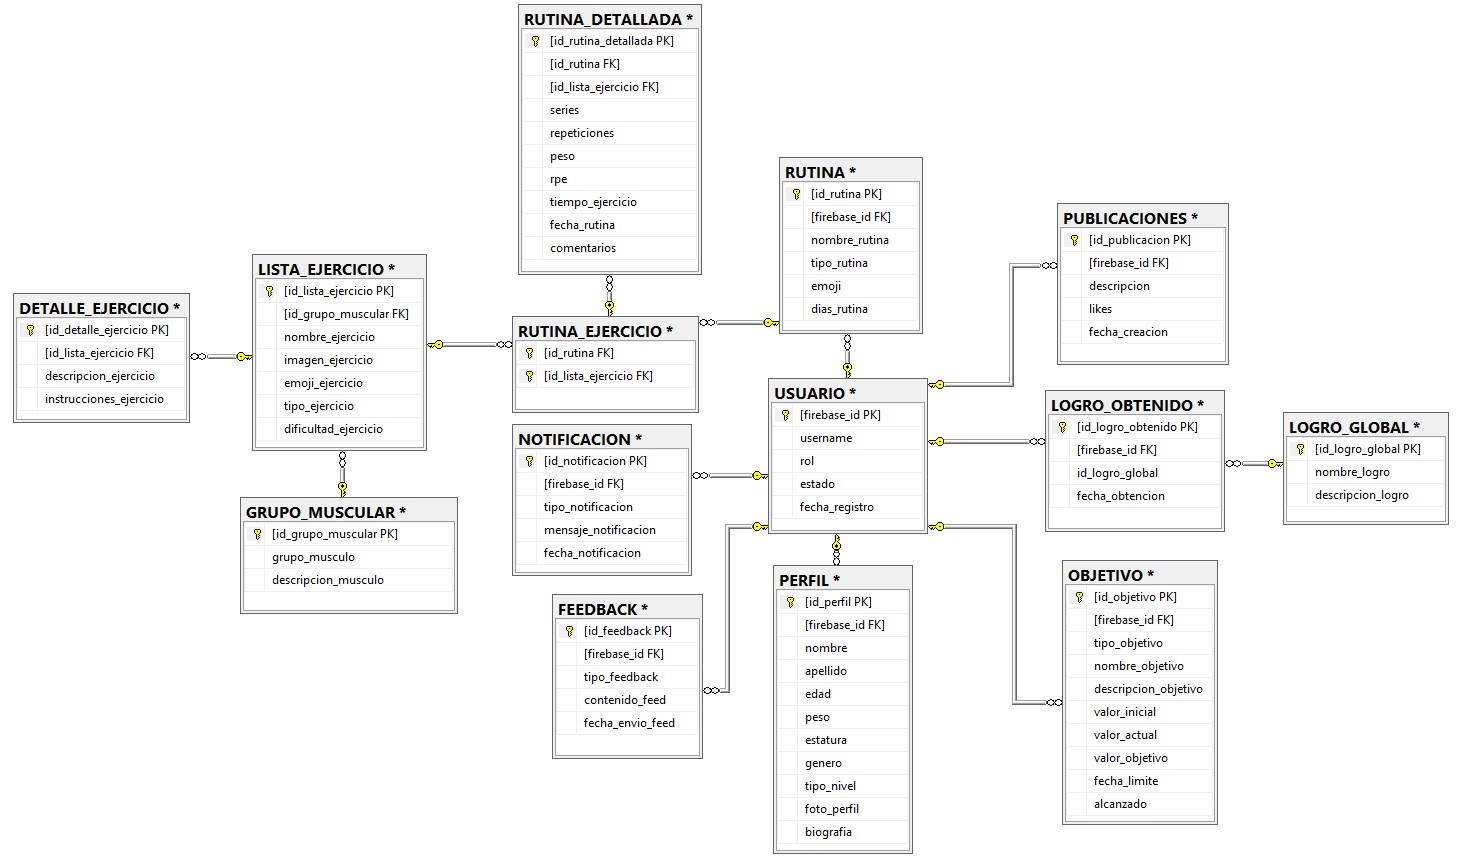 RUTINA_DETALLADA *
[id_rutina_detallada PK]
[id_rutina FK]
[id_lista_ejercicio FK]
series
repeticiones
peso
rpe
tiempo_ejercicio
fecha_rutina
comentarios
RUTINA *
[id_rutina PK]
[firebase_id FK]
nombre_rutina
tipo_rutina
emoji
dias_rutina
PUBLICACIONES *
[id_publicacion PK]
[firebase_id FK]
descripcion
likes
fecha_creacion
LISTA_EJERCICIO *
[id_lista_ejercicio PK]
[id_grupo_muscular FK]
nombre_ejercicio
imagen_ejercicio
emoji_ejercicio
tipo_ejercicio
dificultad_ejercicio
DETALLE_EJERCICIO *
[id_detalle_ejercicio PK]
[id_lista_ejercicio FK]
descripcion_ejercicio
instrucciones_ejercicio
RUTINA_EJERCICIO *
[id_rutina FK]
[id_lista_ejercicio FK]
USUARIO *
[firebase_id PK]
username
rol
estado
fecha_registro
LOGRO_OBTENIDO *
[id_logro_obtenido PK]
[firebase_id FK]
id_logro_global
fecha_obtencion
LOGRO_GLOBAL *
[id_logro_global PK]
nombre_logro
descripcion_logro
NOTIFICACION *
[id_notificacion PK]
[firebase_id FK]
tipo_notificacion
mensaje_notificacion
fecha_notificacion
GRUPO_MUSCULAR *
[id_grupo_muscular PK]
grupo_musculo
descripcion_musculo
FEEDBACK *
[id_feedback PK]
[firebase_id FK]
tipo_feedback
contenido_feed
fecha_envio_feed
PERFIL *
[id_perfil PK]
[firebase_id FK]
nombre
apellido
edad
peso
estatura
genero
tipo_nivel
foto_perfil
biografia
OBJETIVO *
[id_objetivo PK]
[firebase_id FK]
tipo_objetivo
nombre_objetivo
descripcion_objetivo
valor_inicial
valor_actual
valor_objetivo
fecha_limite
alcanzado